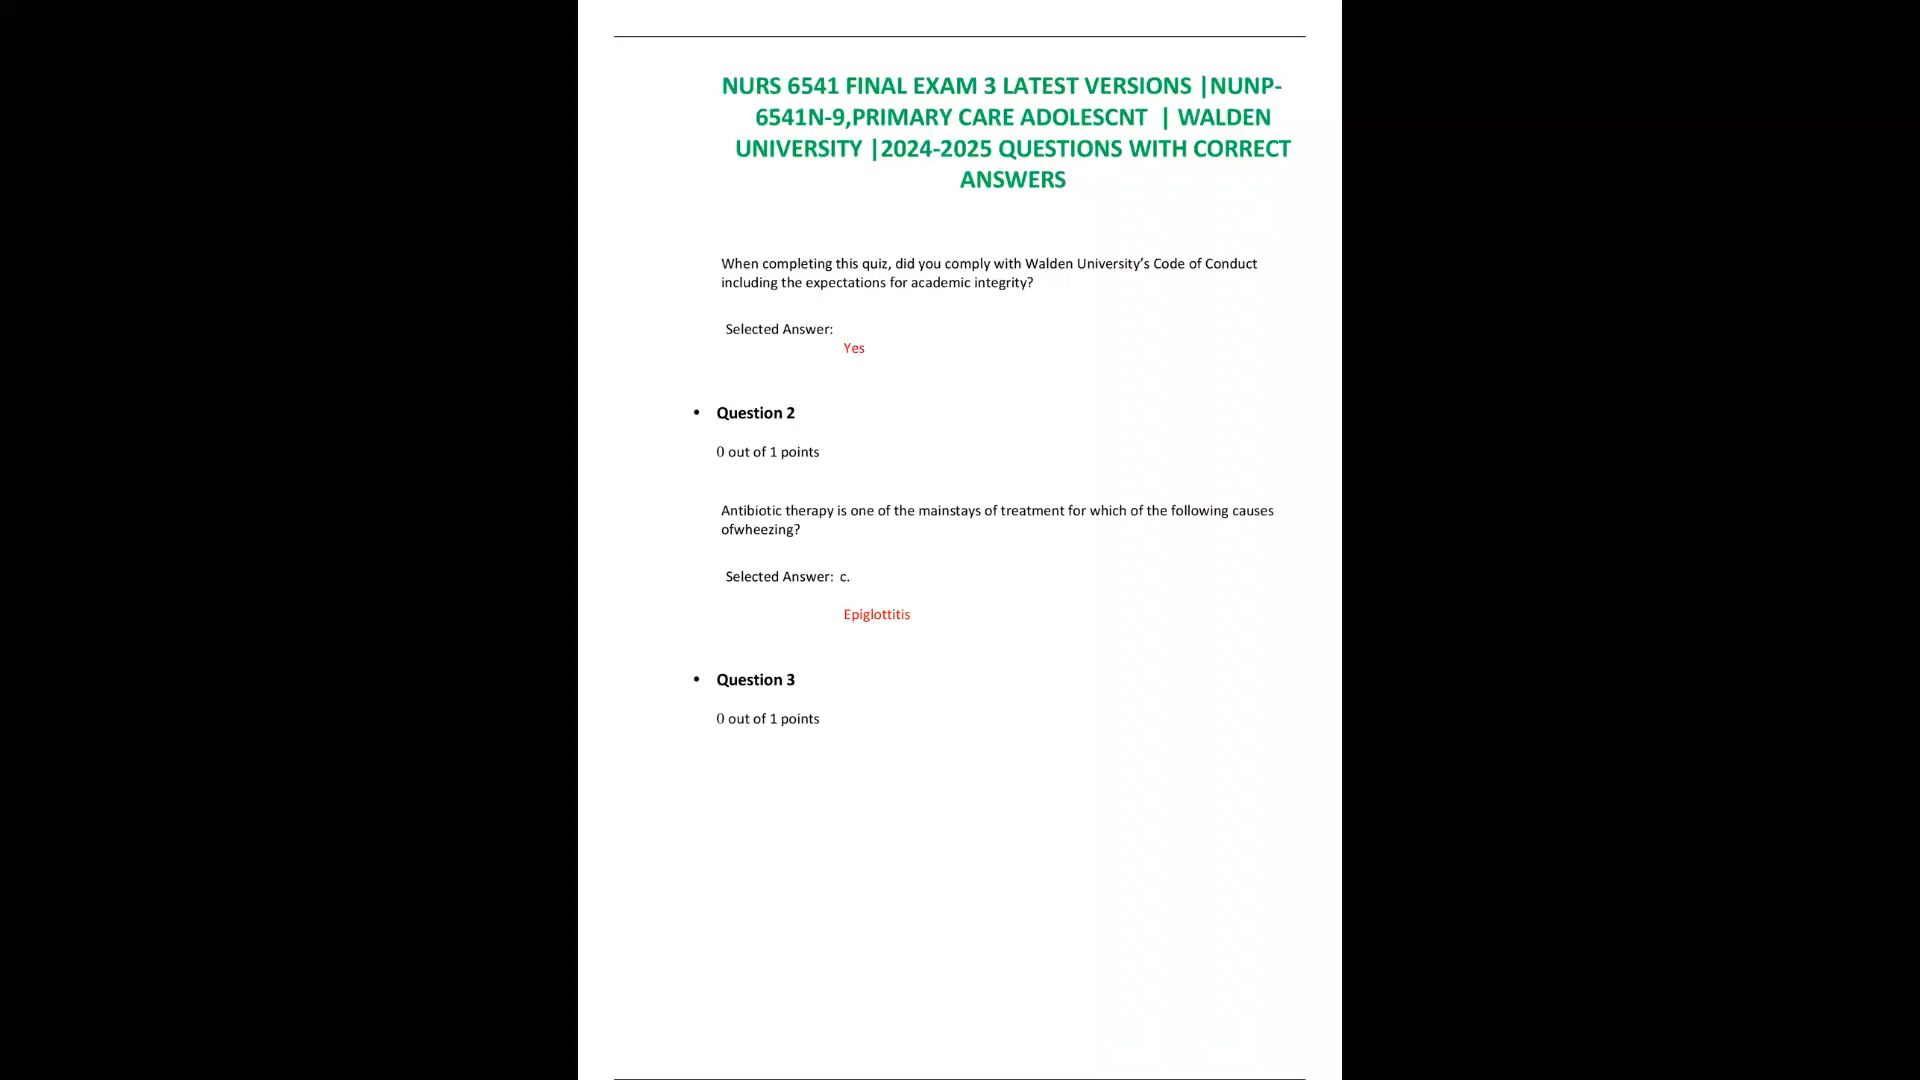 NURS 6541 FINAL EXAM 3 LATEST VERSIONS |NUNP-
6541N-9,PRIMARY CARE ADOLESCNT | WALDEN
UNIVERSITY |2024-2025 QUESTIONS WITH CORRECT
ANSWERS
When completing this quiz, did you comply with Walden University’s Code of Conduct
including the expectations for academic integrity?
Selected Answer:
Yes
• Question 2
0 out of 1 points
Antibiotic therapy is one of the mainstays of treatment for which of the following causes
ofwheezing?
Selected Answer: c.
Epiglottitis
• Question 3
0 out of 1 points